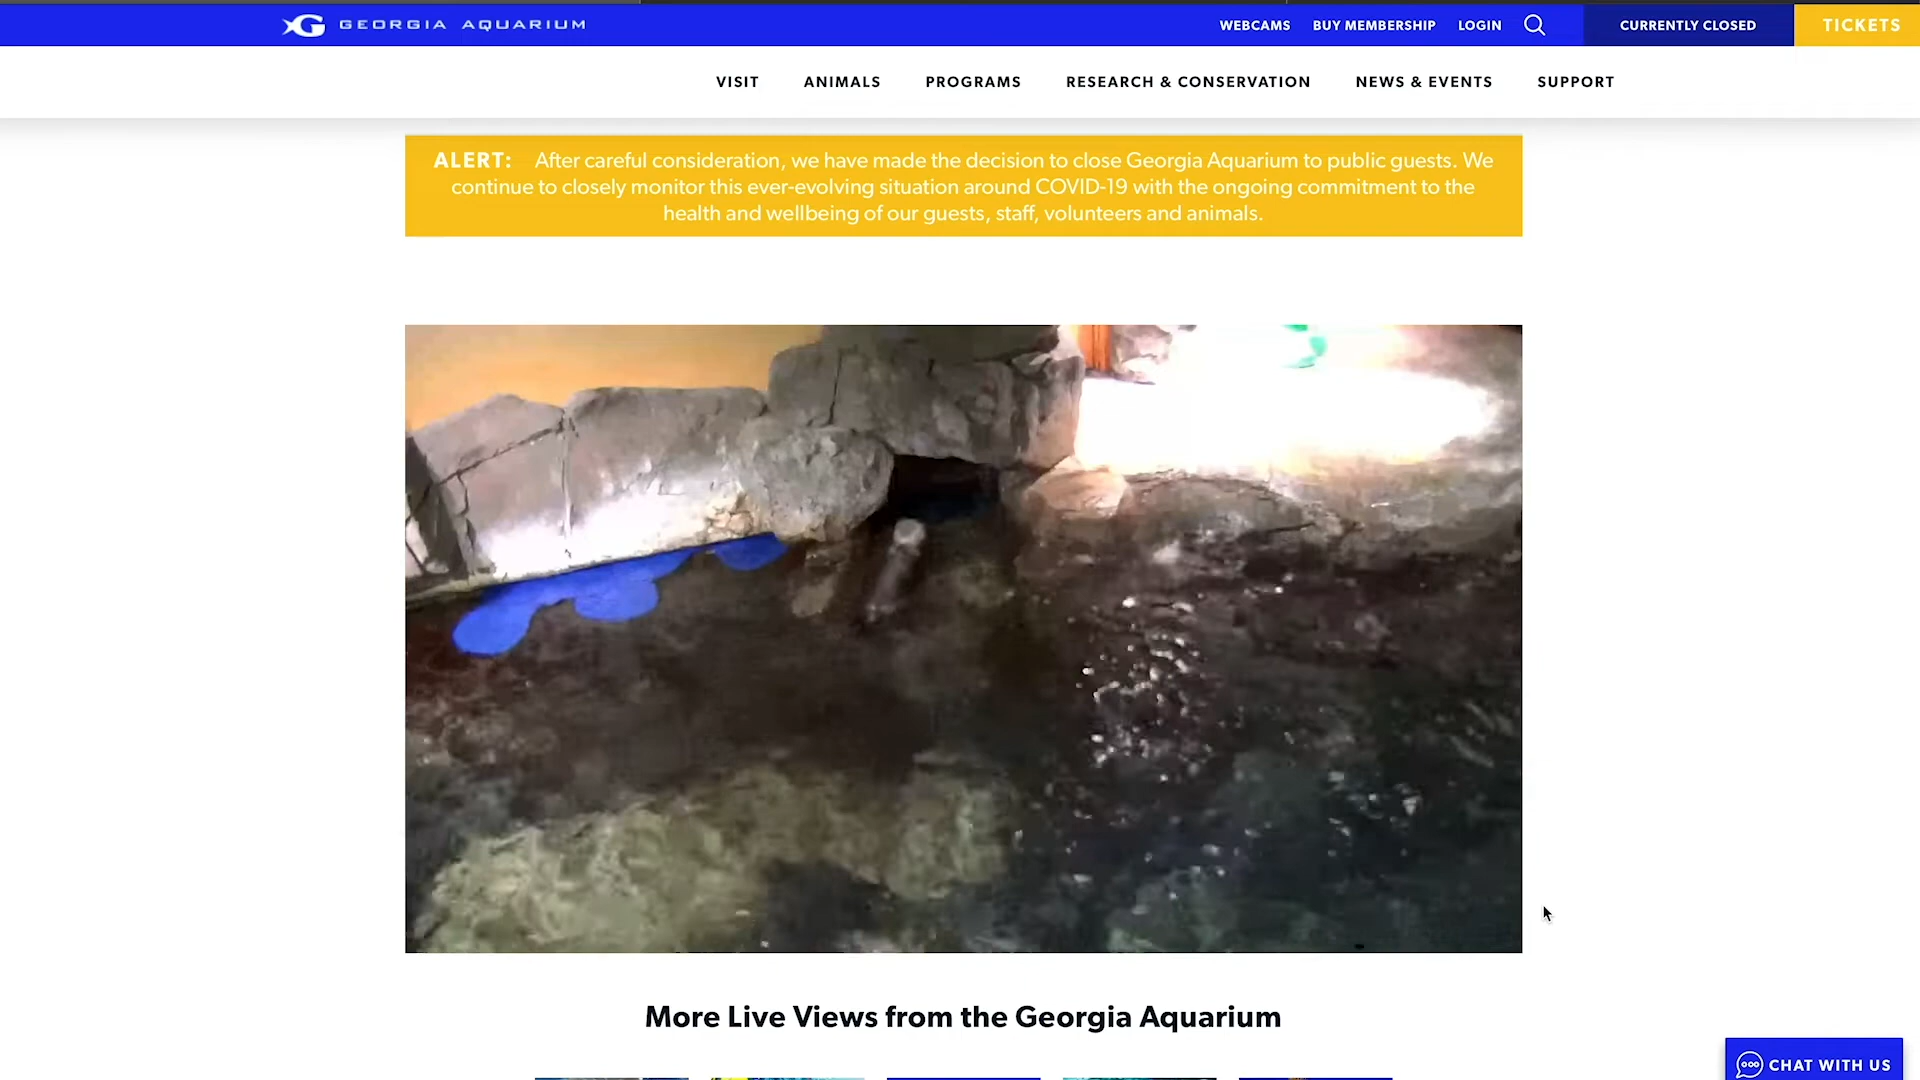 GEORGIA AQUARIUM
WEBCAMS
BUY MEMBERSHIP
LOGIN
CURRENTLY CLOSED
TICKETS
VISIT
ANIMALS
PROGRAMS
RESEARCH & CONSERVATION
NEWS & EVENTS
SUPPORT
ALERT: After careful consideration, we have made the decision to close Georgia Aquarium to public guests. We
continue to closely monitor this ever-evolving situation around COVID-19 with the ongoing commitment to the
health and wellbeing of our guests, staff, volunteers and animals.
More Live Views from the Georgia Aquarium
CHAT WITH US